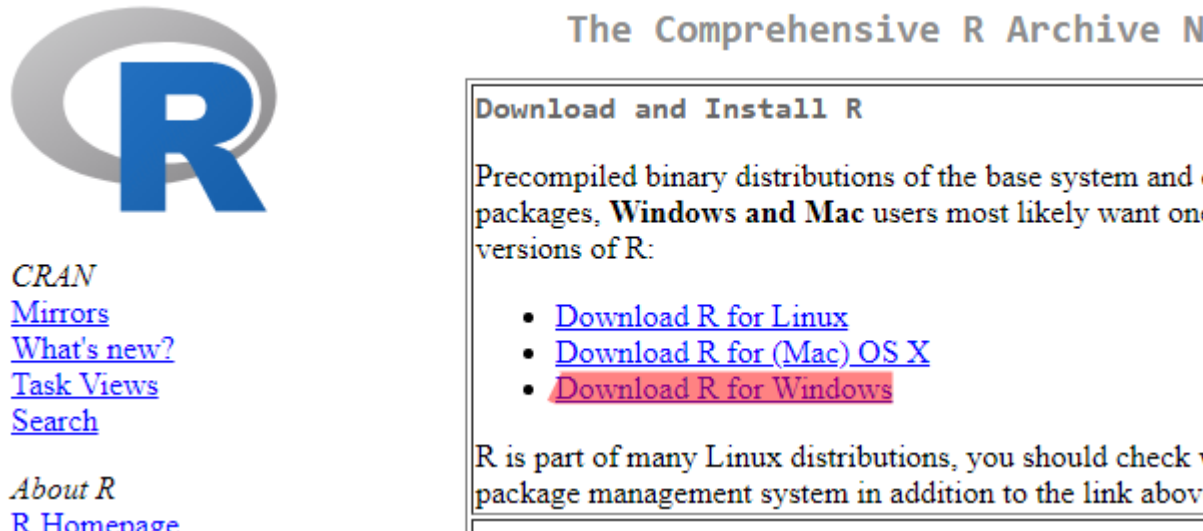 R
The Comprehensive R Archive N
Download and Install R
Precompiled binary distributions of the base system and
packages, Windows and Mac users most likely want
versions of R:
Download R for Linux
Download R for (Mac) OS X
Download R for Windows
R is part of many Linux distributions, you should check
package management system in addition to the link
CRAN
Mirrors
What's new?
Task Views
Search
About R
R Homepage